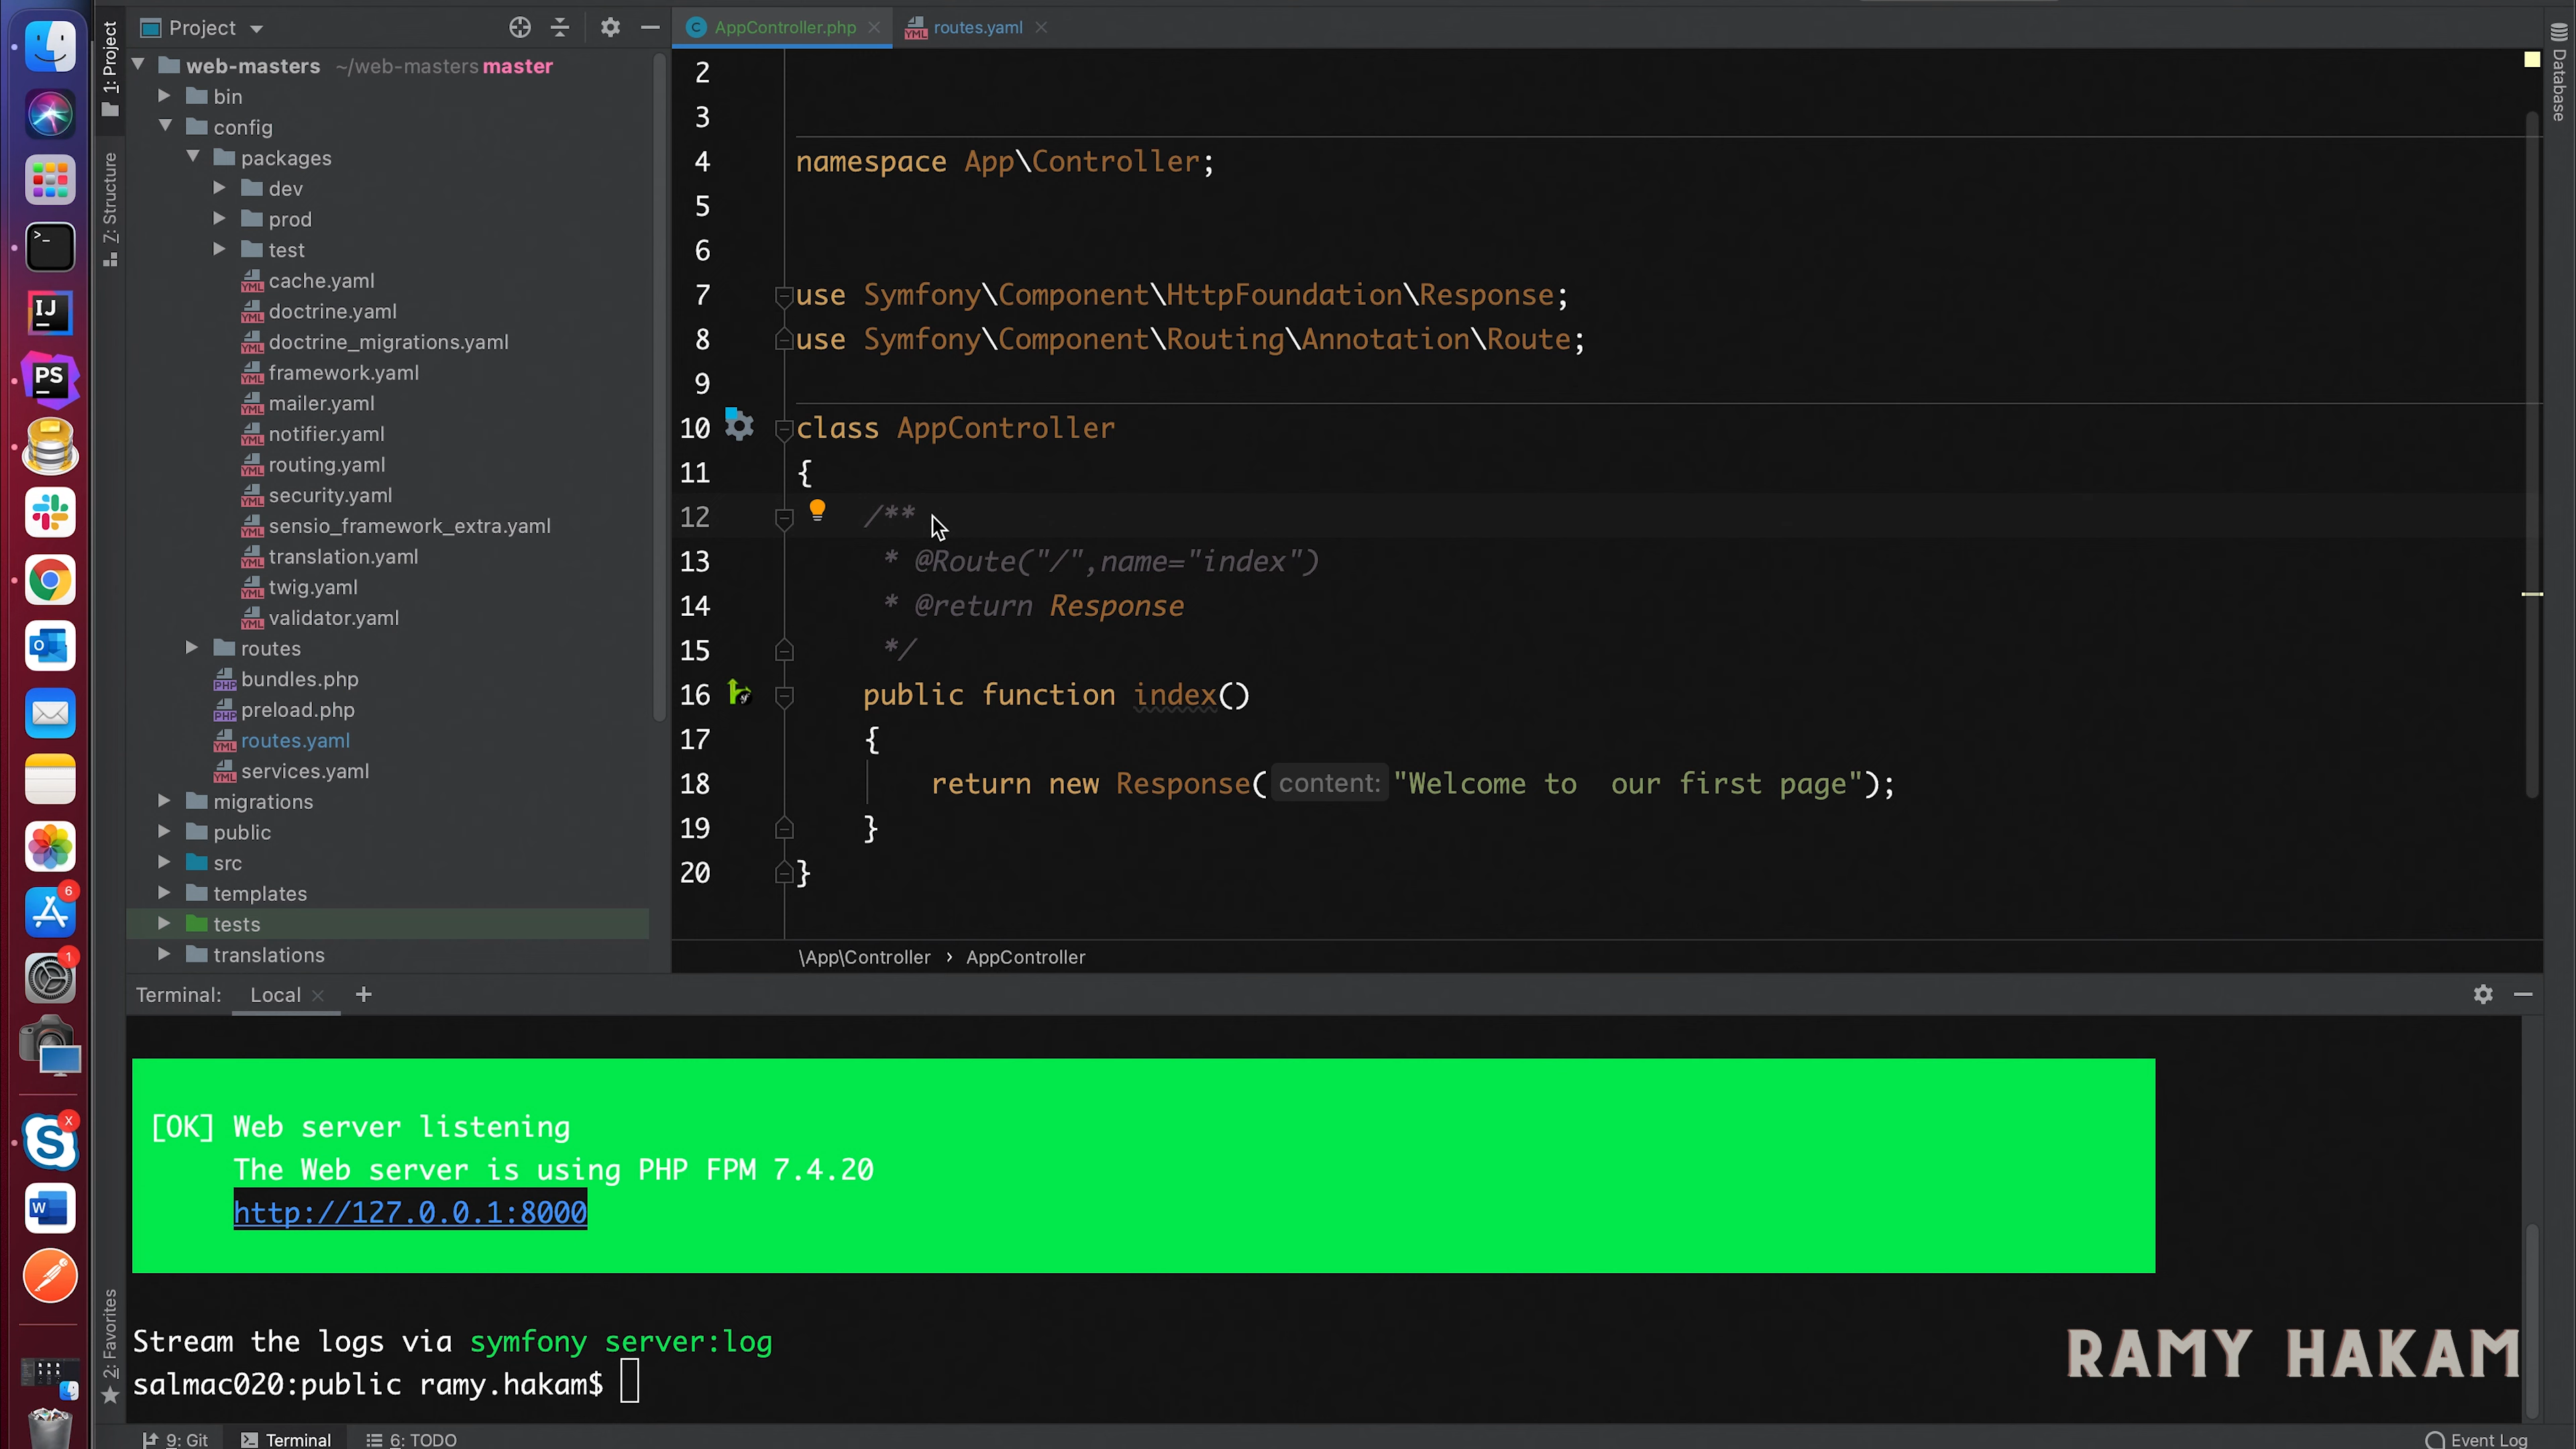 Project
AppController.php
routes.yaml
1: Project
Z: Structure
2: Favorites
Database
web-masters ~/web-masters master
bin
config
packages
dev
prod
test
cache.yaml
doctrine.yaml
doctrine_migrations.yaml
framework.yaml
mailer.yaml
notifier.yaml
routing.yaml
security.yaml
sensio_framework_extra.yaml
translation.yaml
twig.yaml
validator.yaml
routes
bundles.php
preload.php
routes.yaml
services.yaml
migrations
public
src
templates
tests
translations
2
3
4 namespace App\Controller;
5
6
7 use Symfony\Component\HttpFoundation\Response;
8 use Symfony\Component\Routing\Annotation\Route;
9
10 class AppController
11 {
12 /**
13 * @Route("/",name="index")
14 * @return Response
15 */
16 public function index()
17 {
18 return new Response( content: "Welcome to  our first page");
19 }
20 }
\App\Controller › AppController
Terminal: Local +
[OK] Web server listening
The Web server is using PHP FPM 7.4.20
http://127.0.0.1:8000
Stream the logs via symfony server:log
salmac020:public ramy.hakam$
RAMY HAKAM
9: Git Terminal 6: TODO Event Log